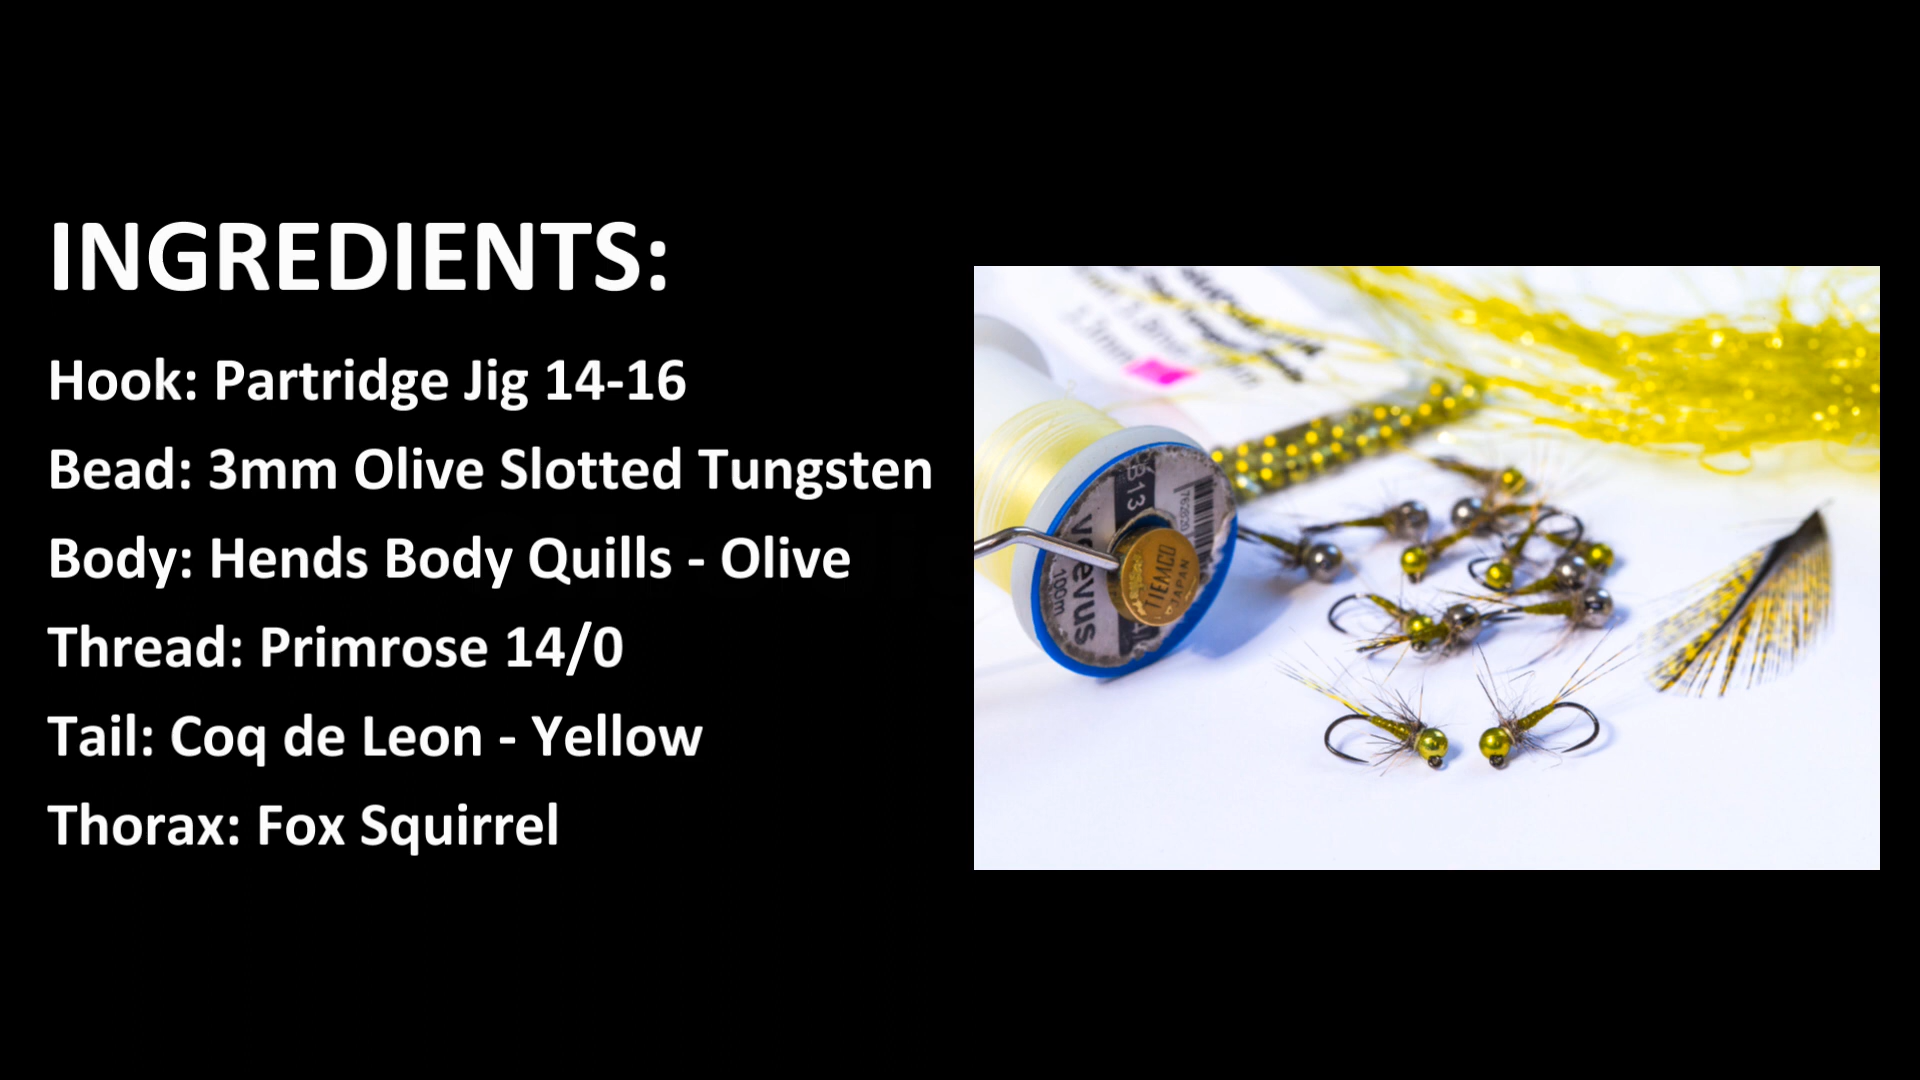 INGREDIENTS:
Hook: Partridge Jig 14-16
Bead: 3mm Olive Slotted Tungsten
Body: Hends Body Quills - Olive
Thread: Primrose 14/0
Tail: Coq de Leon - Yellow
Thorax: Fox Squirrel
B13
100m
TIEMCO
JAPAN